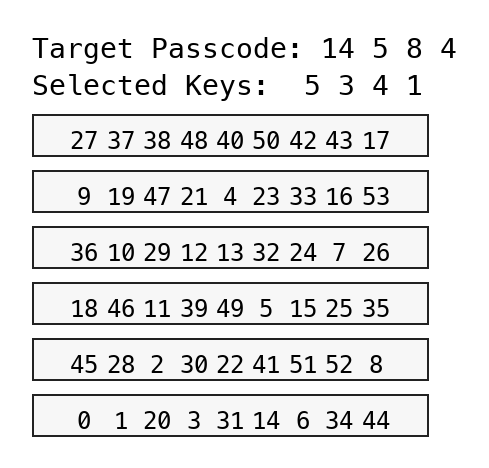 Target Passcode: 14 5 8 4
Selected Keys: 5 3 4 1
27 37 38 48 40 50 42 43 17
9 19 47 21 4 23 33 16 53
36 10 29 12 13 32 24 7 26
18 46 11 39 49 5 15 25 35
45 28 2 30 22 41 51 52 8
0 1 20 3 31 14 6 34 44